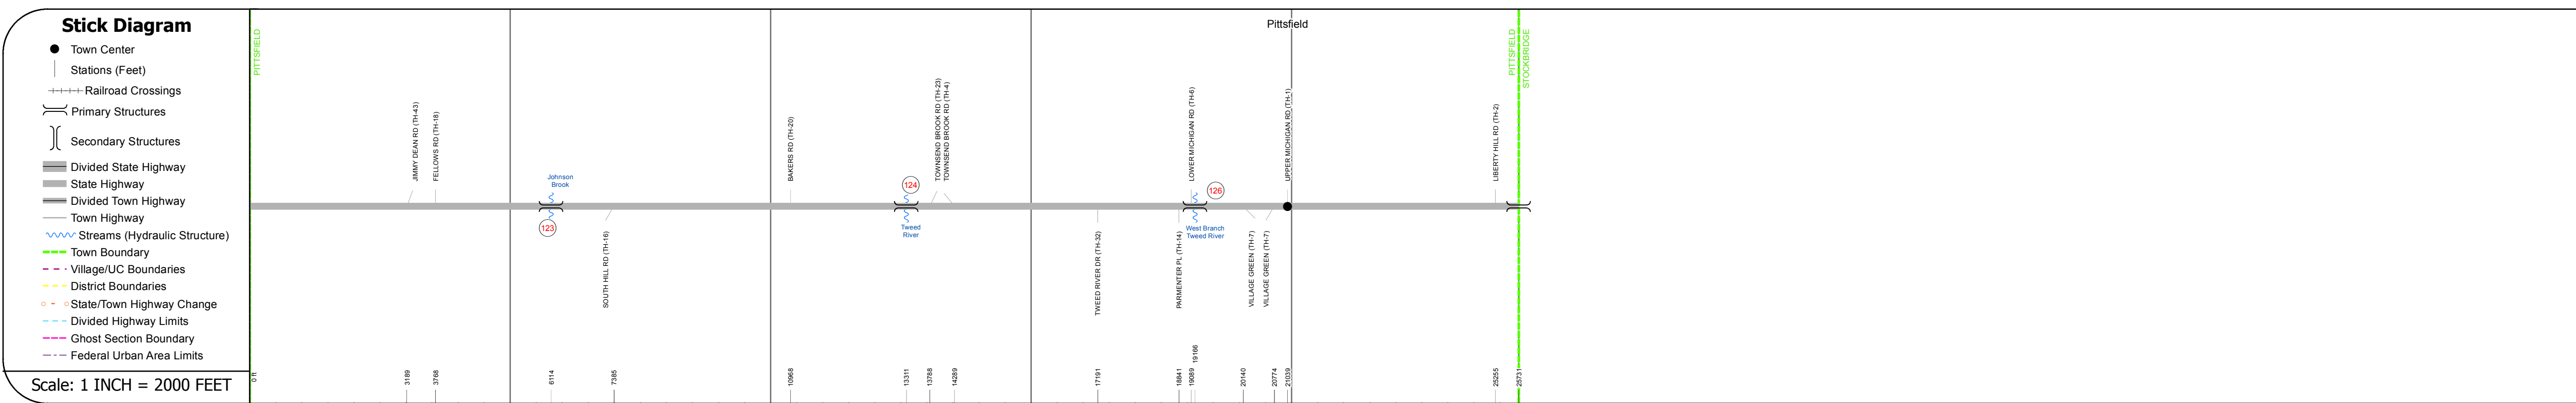 Stick Diagram
Town Center
Stations (Feet)
Railroad Crossings
Primary Structures
Secondary Structures
Divided State Highway
State Highway
Divided Town Highway
Town Highway
Streams (Hydraulic Structure)
Town Boundary
Village/UC Boundaries
District Boundaries
State/Town Highway Change
Divided Highway Limits
Ghost Section Boundary
Federal Urban Area Limits
Scale: 1 INCH = 2000 FEET
PITTSFIELD
Pittsfield
PITTSFIELD
STOCKBRIDGE
JIMMY DEAN RD (TH-43)
FELLOWS RD (TH-18)
Johnson
Brook
123
SOUTH HILL RD (TH-16)
BAKERS RD (TH-20)
124
Tweed
River
TOWNSEND BROOK RD (TH-23)
TOWNSEND BROOK RD (TH-4)
TWEED RIVER DR (TH-32)
PARMENTER PL (TH-14)
LOWER MICHIGAN RD (TH-6)
126
West Branch
Tweed River
VILLAGE GREEN (TH-7)
VILLAGE GREEN (TH-7)
UPPER MICHIGAN RD (TH-1)
LIBERTY HILL RD (TH-2)
0 ft
3189
3768
6114
7385
10968
13311
13788
14289
17191
18841
19089
19166
20140
20774
21039
25255
25731